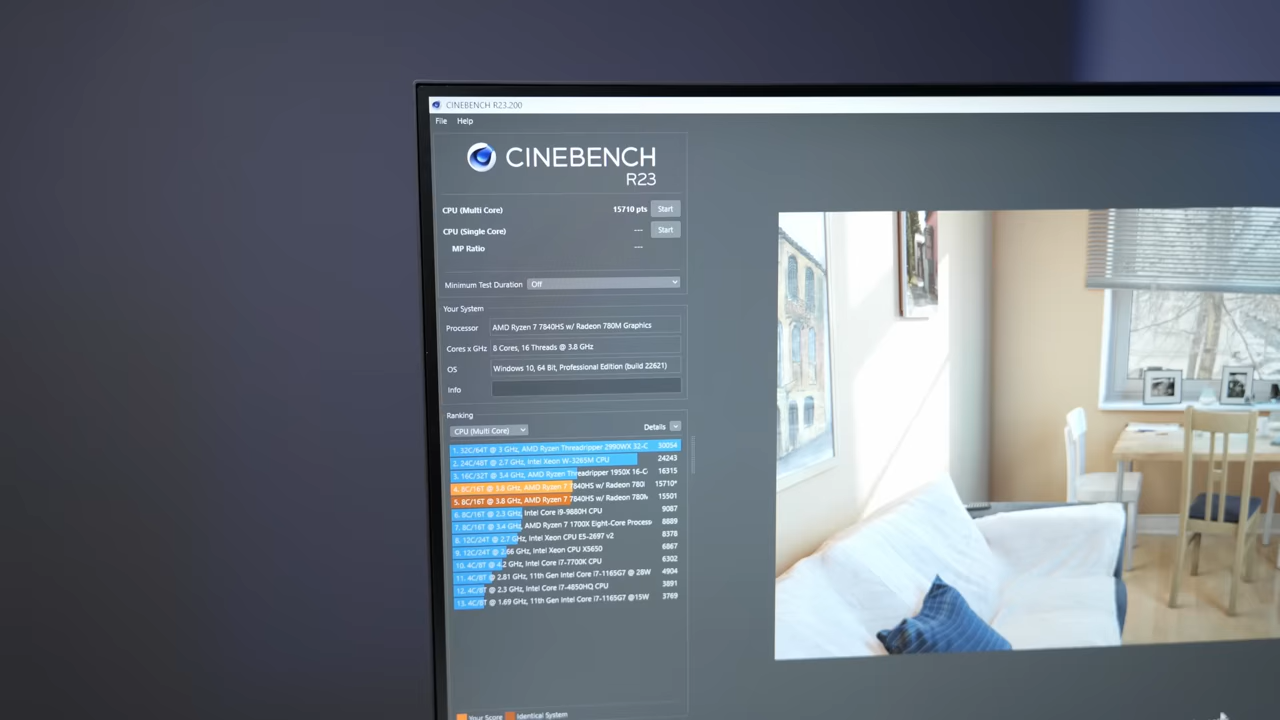 CINEBENCH R23.200
File Help
CINEBENCH
R23
CPU (Multi Core) 15710 pts Start
CPU (Single Core) --- Start
MP Ratio ---
Minimum Test Duration Off
Your System
Processor AMD Ryzen 7 7840HS w/ Radeon 780M Graphics
Cores x GHz 8 Cores, 16 Threads @ 3.8 GHz
OS Windows 10, 64 Bit, Professional Edition (build 22621)
Info
Ranking
CPU (Multi Core) Details
1. 32C/64T @ 3 GHz, AMD Ryzen Threadripper 2990WX 32-C 30054
2. 24C/48T @ 2.7 GHz, Intel Xeon W-3265M CPU 24243
3. 16C/32T @ 3.4 GHz, AMD Ryzen Threadripper 1950X 16-C 16315
4. 8C/16T @ 3.8 GHz, AMD Ryzen 7 7840HS w/ Radeon 780 15710*
5. 8C/16T @ 3.8 GHz, AMD Ryzen 7 7840HS w/ Radeon 780M 15501
6. 8C/16T @ 2.3 GHz, Intel Core i9-9880H CPU 9087
7. 8C/16T @ 3.4 GHz, AMD Ryzen 7 1700X Eight-Core Process 8889
8. 12C/24T @ 2.7 GHz, Intel Xeon CPU E5-2697 v2 8378
9. 12C/24T @ 2.66 GHz, Intel Xeon CPU X5650 6867
10. 4C/8T @ 4.2 GHz, Intel Core i7-7700K CPU 6302
11. 4C/8T @ 2.81 GHz, 11th Gen Intel Core i7-1165G7 @ 28W 4904
12. 4C/8T @ 2.3 GHz, Intel Core i7-4850HQ CPU 3891
13. 4C/8T @ 1.69 GHz, 11th Gen Intel Core i7-1165G7 @15W 3769
Your Score Identical System